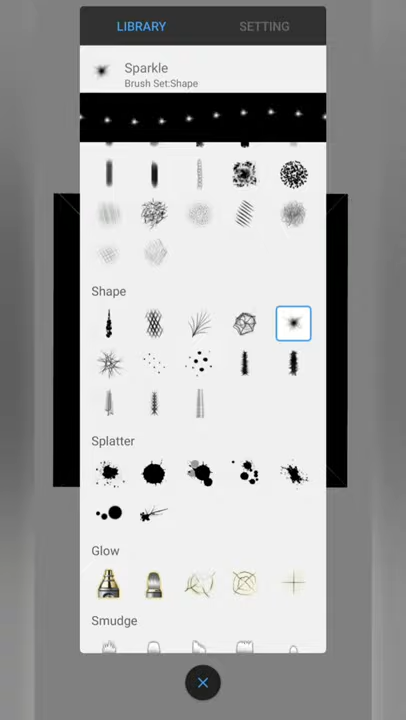 LIBRARY SETTING
Sparkle
Brush Set:Shape
Shape
Splatter
Glow
Smudge